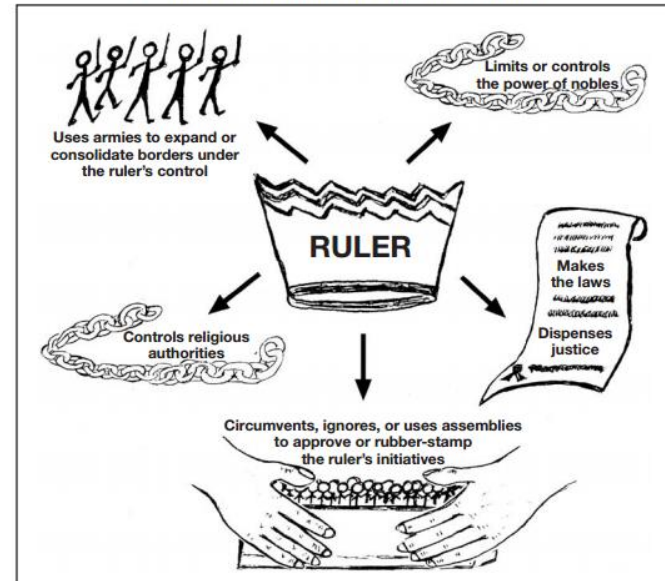 Uses armies to expand or
consolidate borders under
the ruler's control
Limits or controls
the power of nobles
RULER
Makes
the laws
Dispenses
justice
Controls religious
authorities
Circumvents, ignores, or uses assemblies
to approve or rubber-stamp
the ruler's initiatives